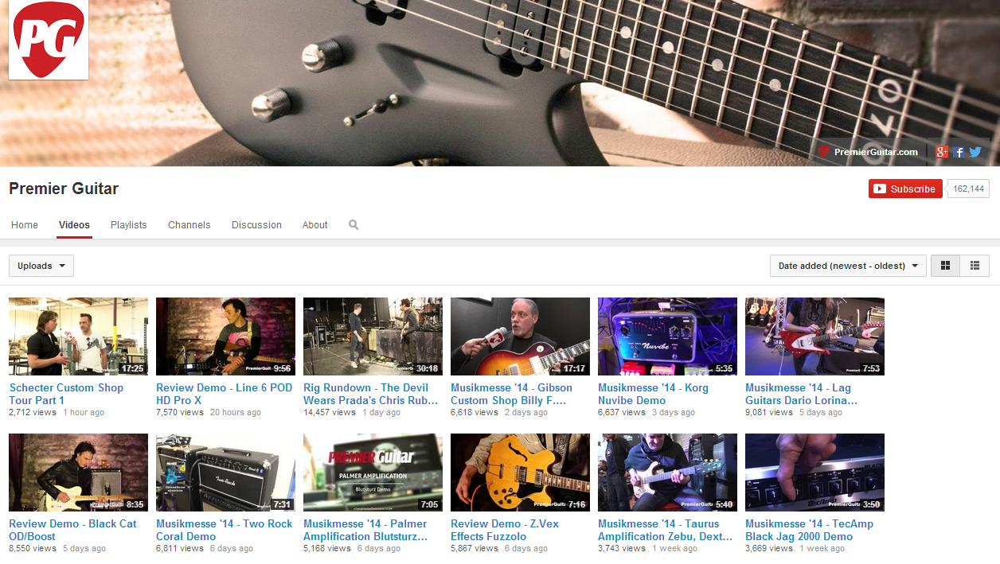 PG
OZO
PremierGuitar.com
Premier Guitar
Subscribe 162,144
Home Videos Playlists Channels Discussion About
Uploads
Date added (newest - oldest)
17:25
9:56
30:18
17:17
Nuvibe
5:35
7:53
Schecter Custom Shop
Tour Part 1
2,712 views 1 hour ago
Review Demo - Line 6 POD
HD Pro X
7,570 views 20 hours ago
Rig Rundown - The Devil
Wears Prada's Chris Rub...
14,457 views 1 day ago
Musikmesse '14 - Gibson
Custom Shop Billy F....
6,618 views 2 days ago
Musikmesse '14 - Korg
Nuvibe Demo
6,637 views 3 days ago
Musikmesse '14 - Lag
Guitars Dario Lorina...
9,081 views 5 days ago
8:35
Two-Rock
7:31
PREMIER Guitar
PALMER AMPLIFICATION
Blutsturz Demo
7:05
7:16
5:40
BLACK
TecAmp
3:50
Review Demo - Black Cat
OD/Boost
8,550 views 5 days ago
Musikmesse '14 - Two Rock
Coral Demo
6,811 views 6 days ago
Musikmesse '14 - Palmer
Amplification Blutsturz...
5,168 views 6 days ago
Review Demo - Z.Vex
Effects Fuzzolo
5,867 views 6 days ago
Musikmesse '14 - Taurus
Amplification Zebu, Dext...
3,743 views 1 week ago
Musikmesse '14 - TecAmp
Black Jag 2000 Demo
3,669 views 1 week ago